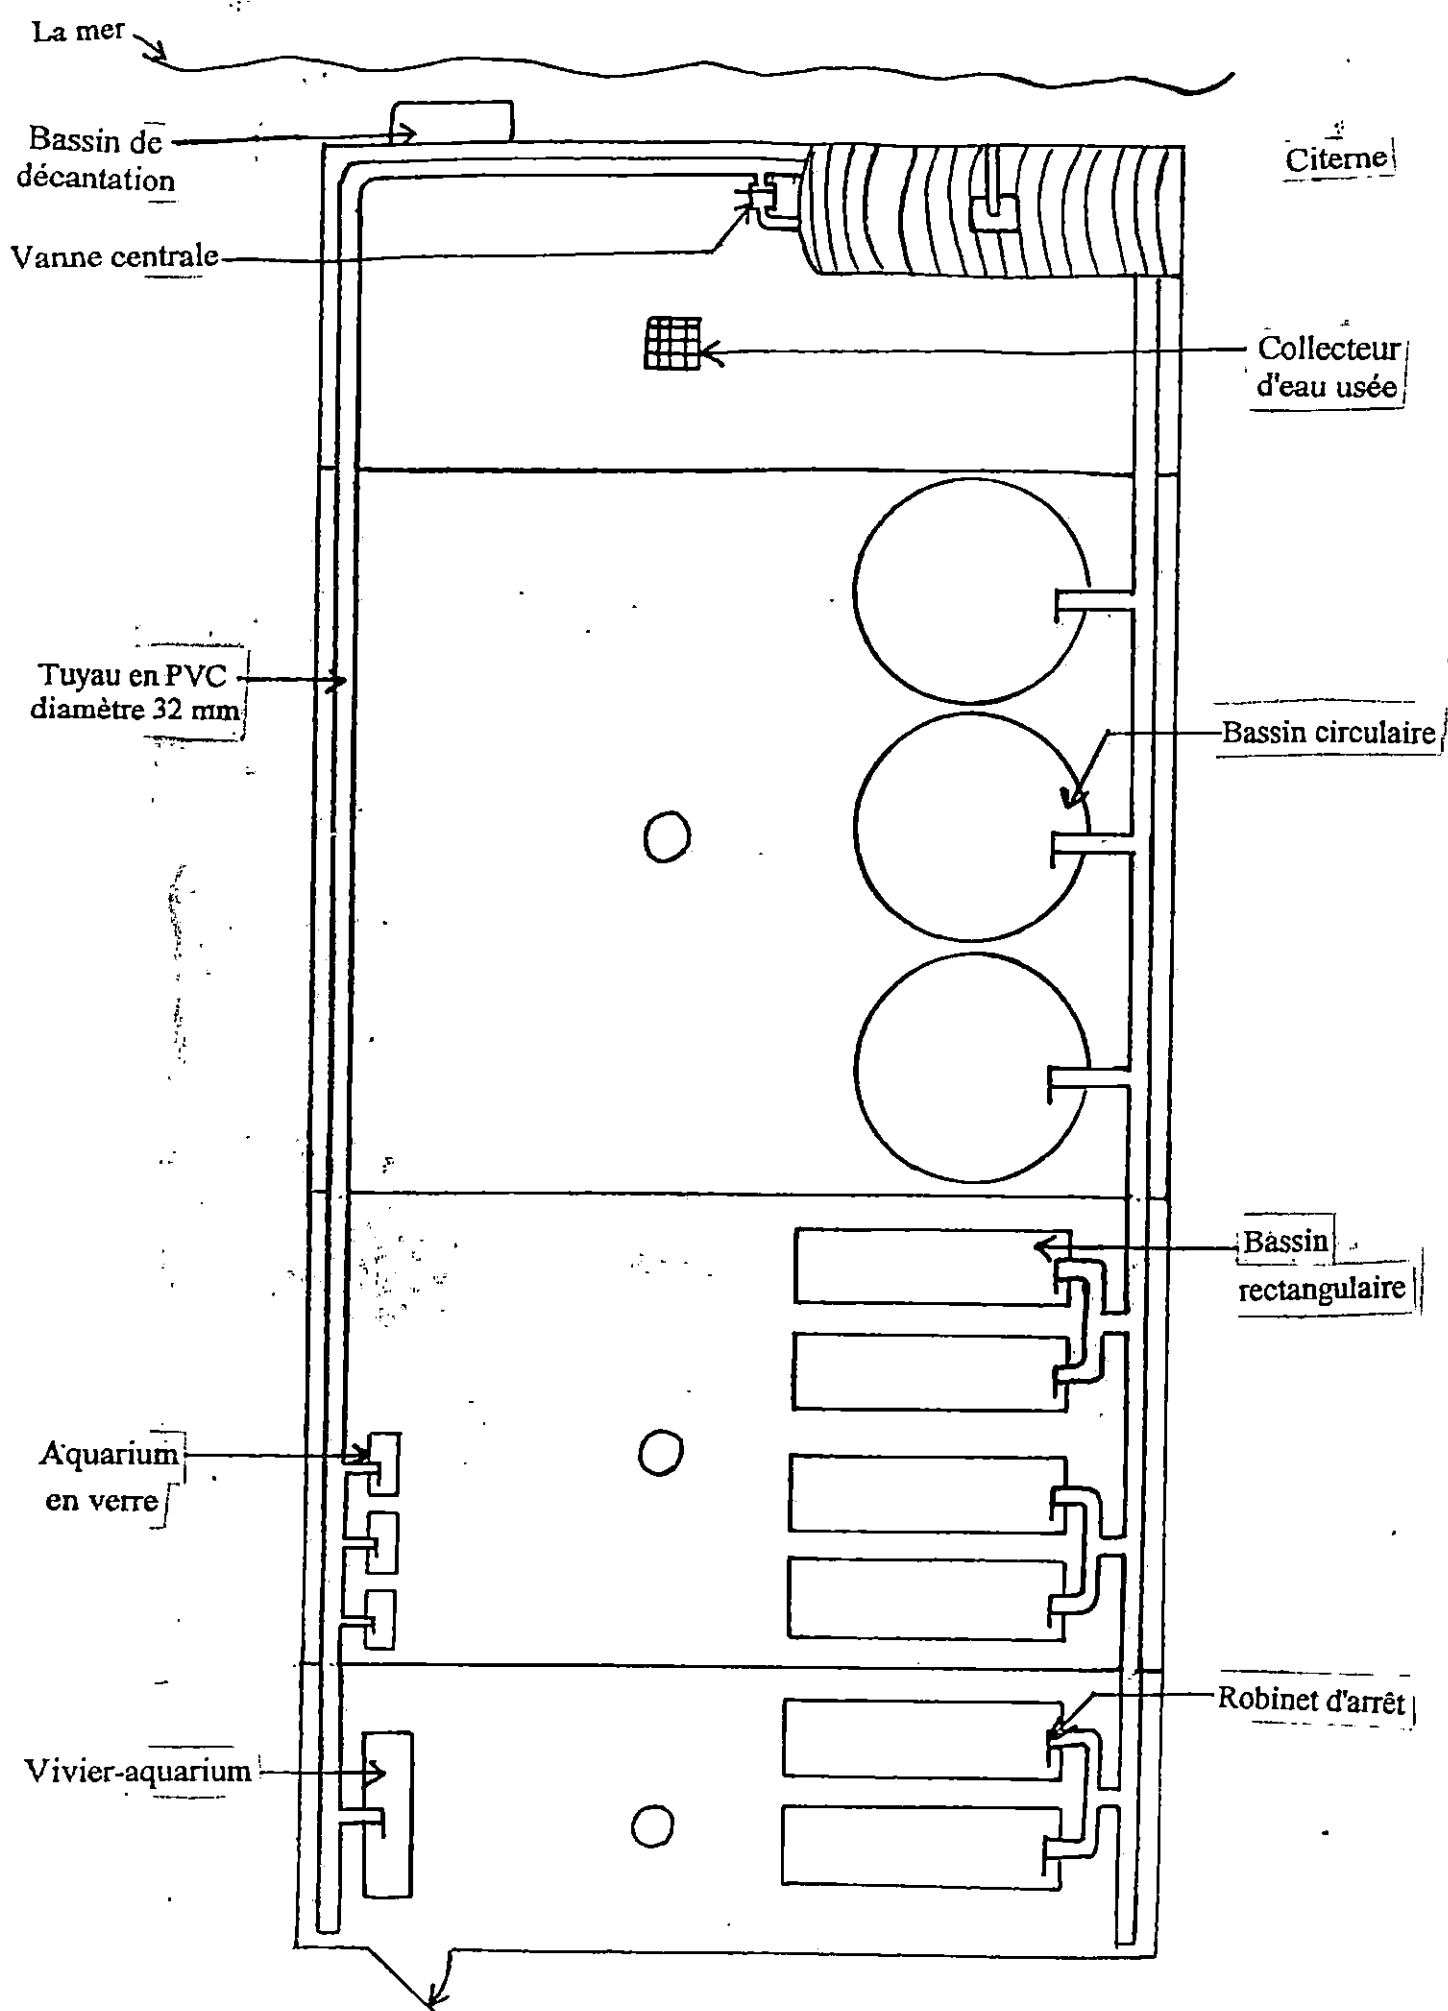 La mer
Bassin de
décantation
Citerne
Vanne centrale
Collecteur
d'eau usée
Tuyau en PVC
diamètre 32 mm
Bassin circulaire
Bassin
rectangulaire
Aquarium
en verre
Robinet d'arrêt
Vivier-aquarium